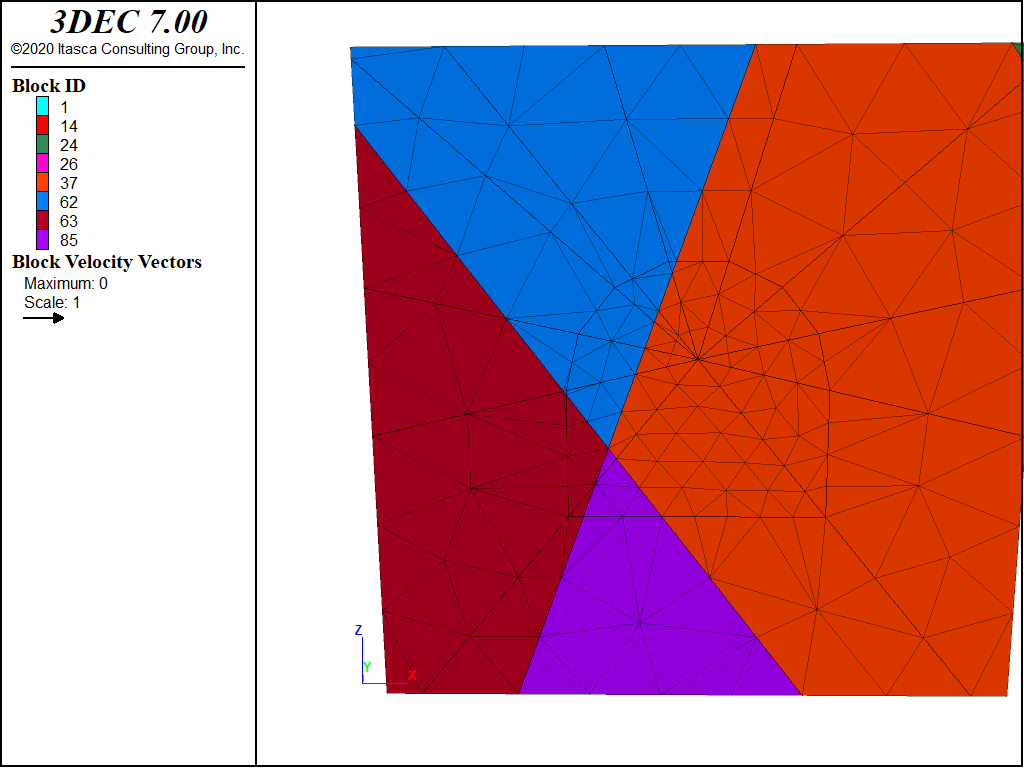 3DEC 7.00
©2020 Itasca Consulting Group, Inc.
Block ID
1
14
24
26
37
62
63
85
Block Velocity Vectors
Maximum: 0
Scale: 1
Z
Y
X